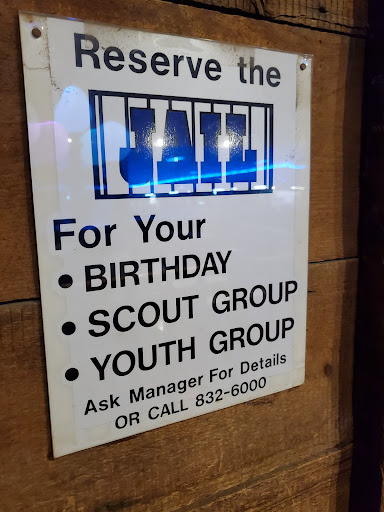 Reserve the
JAIL
For Your
• BIRTHDAY
• SCOUT GROUP
• YOUTH GROUP
Ask Manager For Details
OR CALL 832-6000